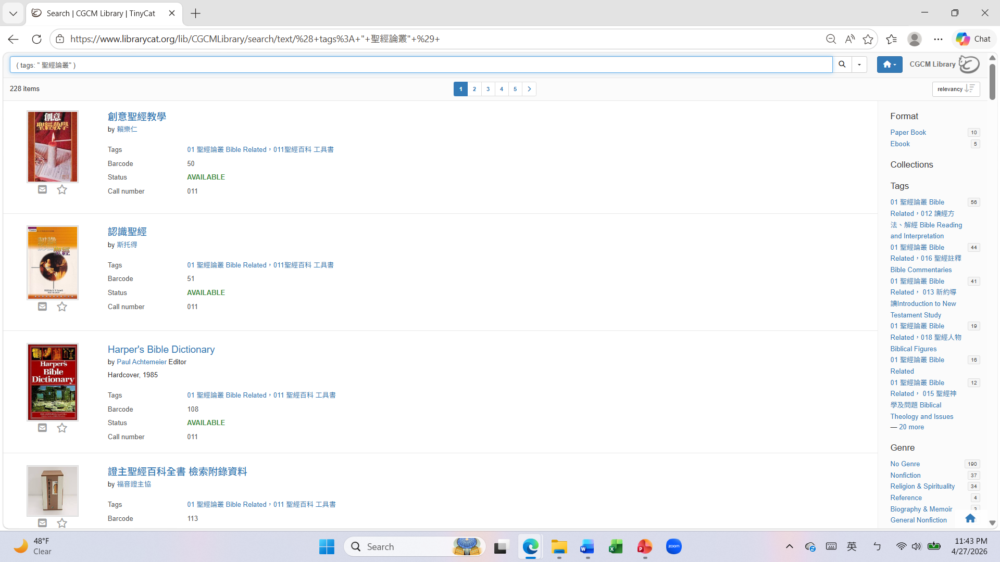 Search | CGCM Library | TinyCat
https://www.librarycat.org/lib/CGCMLibrary/search/text/%28+tags%3A+"+聖經論叢"+%29+
Chat
( tags: " 聖經論叢" )
CGCM Library
228 items
1 2 3 4 5
relevancy
創意聖經教學
by 賴樂仁
Tags 01 聖經論叢 Bible Related，011聖經百科 工具書
Barcode 50
Status AVAILABLE
Call number 011
創意
聖經教學
認識聖經
by 斯托得
Tags 01 聖經論叢 Bible Related，011聖經百科 工具書
Barcode 51
Status AVAILABLE
Call number 011
Harper's Bible Dictionary
by Paul Achtemeier Editor
Hardcover, 1985
Tags 01 聖經論叢 Bible Related，011 聖經百科 工具書
Barcode 108
Status AVAILABLE
Call number 011
Harper's
Bible
Dictionary
證主聖經百科全書 檢索附錄資料
by 福音證主協
Tags 01 聖經論叢 Bible Related，011 聖經百科 工具書
Barcode 113
Format
Paper Book 10
Ebook 5
Collections
Tags
01 聖經論叢 Bible 56
Related，012 讀經方
法、解經 Bible Reading
and Interpretation
01 聖經論叢 Bible 44
Related，016 聖經註釋
Bible Commentaries
01 聖經論叢 Bible 41
Related， 013 新約導
讀Introduction to New
Testament Study
01 聖經論叢 Bible 19
Related，018 聖經人物
Biblical Figures
01 聖經論叢 Bible 16
Related
01 聖經論叢 Bible 12
Related， 015 聖經神
學及問題 Biblical
Theology and Issues
— 20 more
Genre
No Genre 190
Nonfiction 37
Religion & Spirituality 34
Reference 4
Biography & Memoir 3
General Nonfiction
48°F
Clear
Search
zoom
英
ㄅ
11:43 PM
4/27/2026